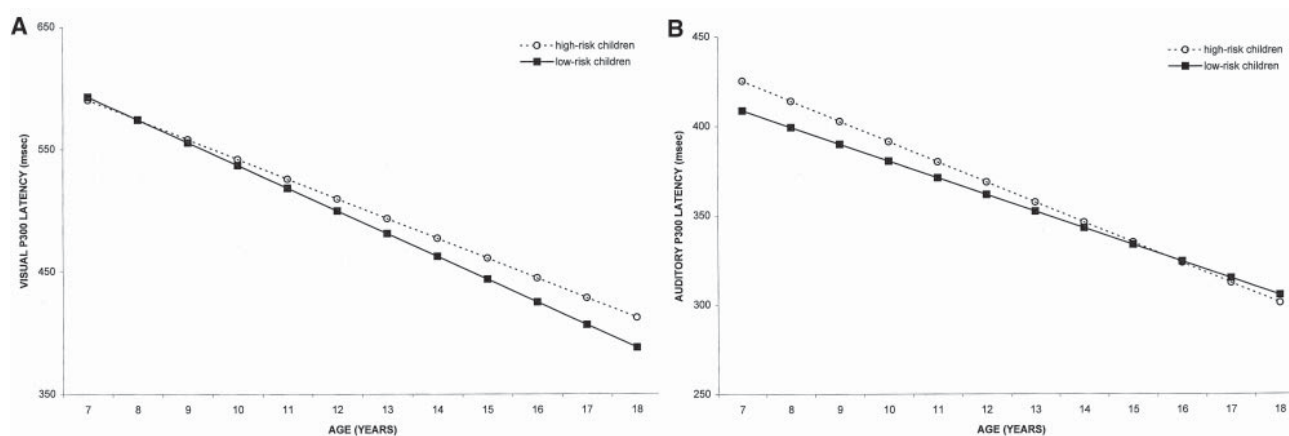 A
VISUAL P300 LATENCY (msec)
650
550
450
350
high-risk children
low-risk children
7 8 9 10 11 12 13 14 15 16 17 18
AGE (YEARS)
B
AUDITORY P300 LATENCY (msec)
450
400
350
300
250
high-risk children
low-risk children
7 8 9 10 11 12 13 14 15 16 17 18
AGE (YEARS)